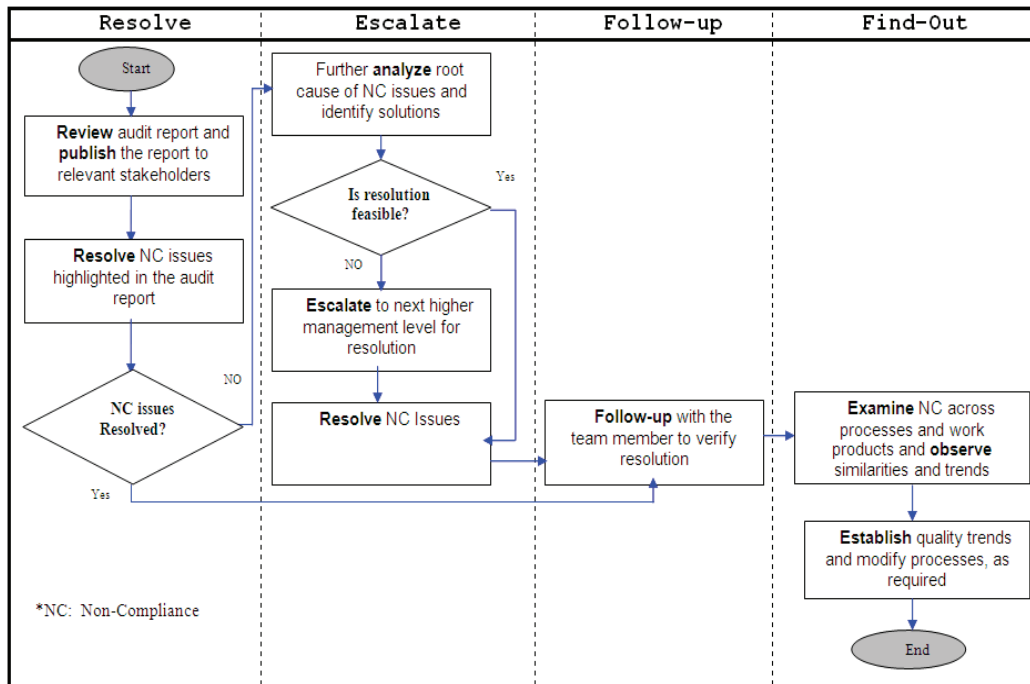 Resolve
Escalate
Follow-up
Find-Out
Start
Review audit report and
publish the report to
relevant stakeholders
Resolve NC issues
highlighted in the audit
report
NC issues
Resolved?
NO
Yes
*NC:  Non-Compliance
Further analyze root
cause of NC issues and
identify solutions
Is resolution
feasible?
Yes
NO
Escalate to next higher
management level for
resolution
Resolve NC Issues
Follow-up with the
team member to verify
resolution
Examine NC across
processes and work
products and observe
similarities and trends
Establish quality trends
and modify processes, as
required
End